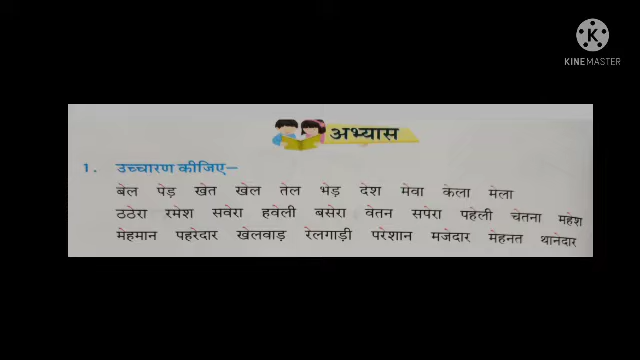 K
KINEMASTER
अभ्यास
1. उच्चारण कीजिए–
बेल पेड़ खेत खेल तेल भेड़ देश मेवा केला मेला
ठठेरा रमेश सवेरा हवेली बसेरा वेतन सपेरा पहेली चेतना महेश
मेहमान पहरेदार खेलवाड़ रेलगाड़ी परेशान मजेदार मेहनत थानेदार